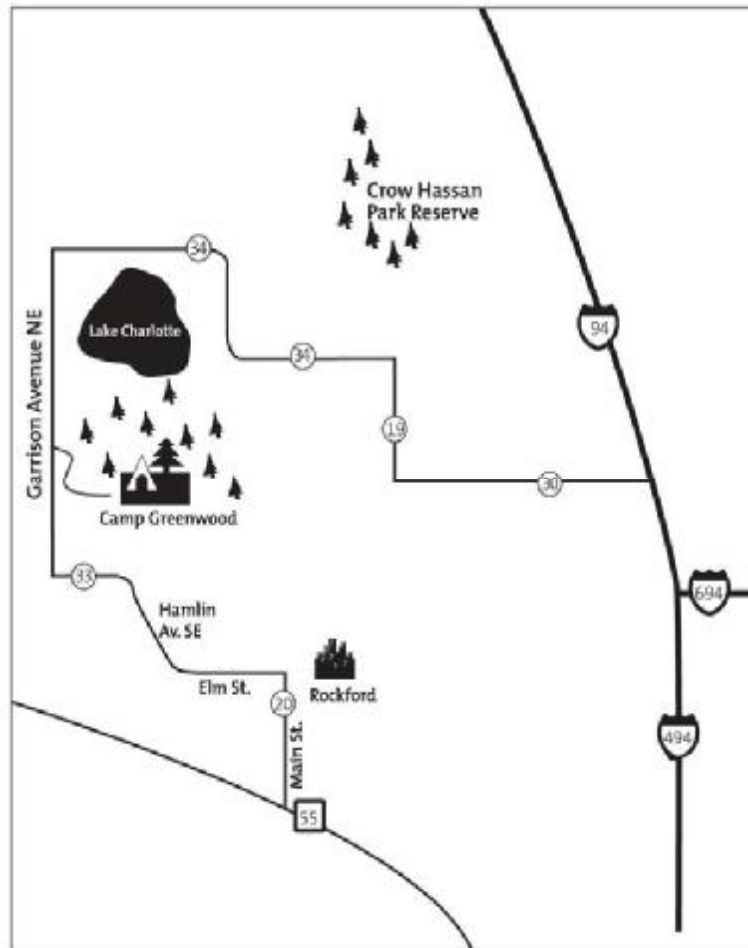 Crow Hassan
Park Reserve
34
Lake Charlotte
94
34
Garrison Avenue NE
19
30
Camp Greenwood
33
694
Hamlin
Av. SE
Rockford
Elm St.
20
494
Main St.
55